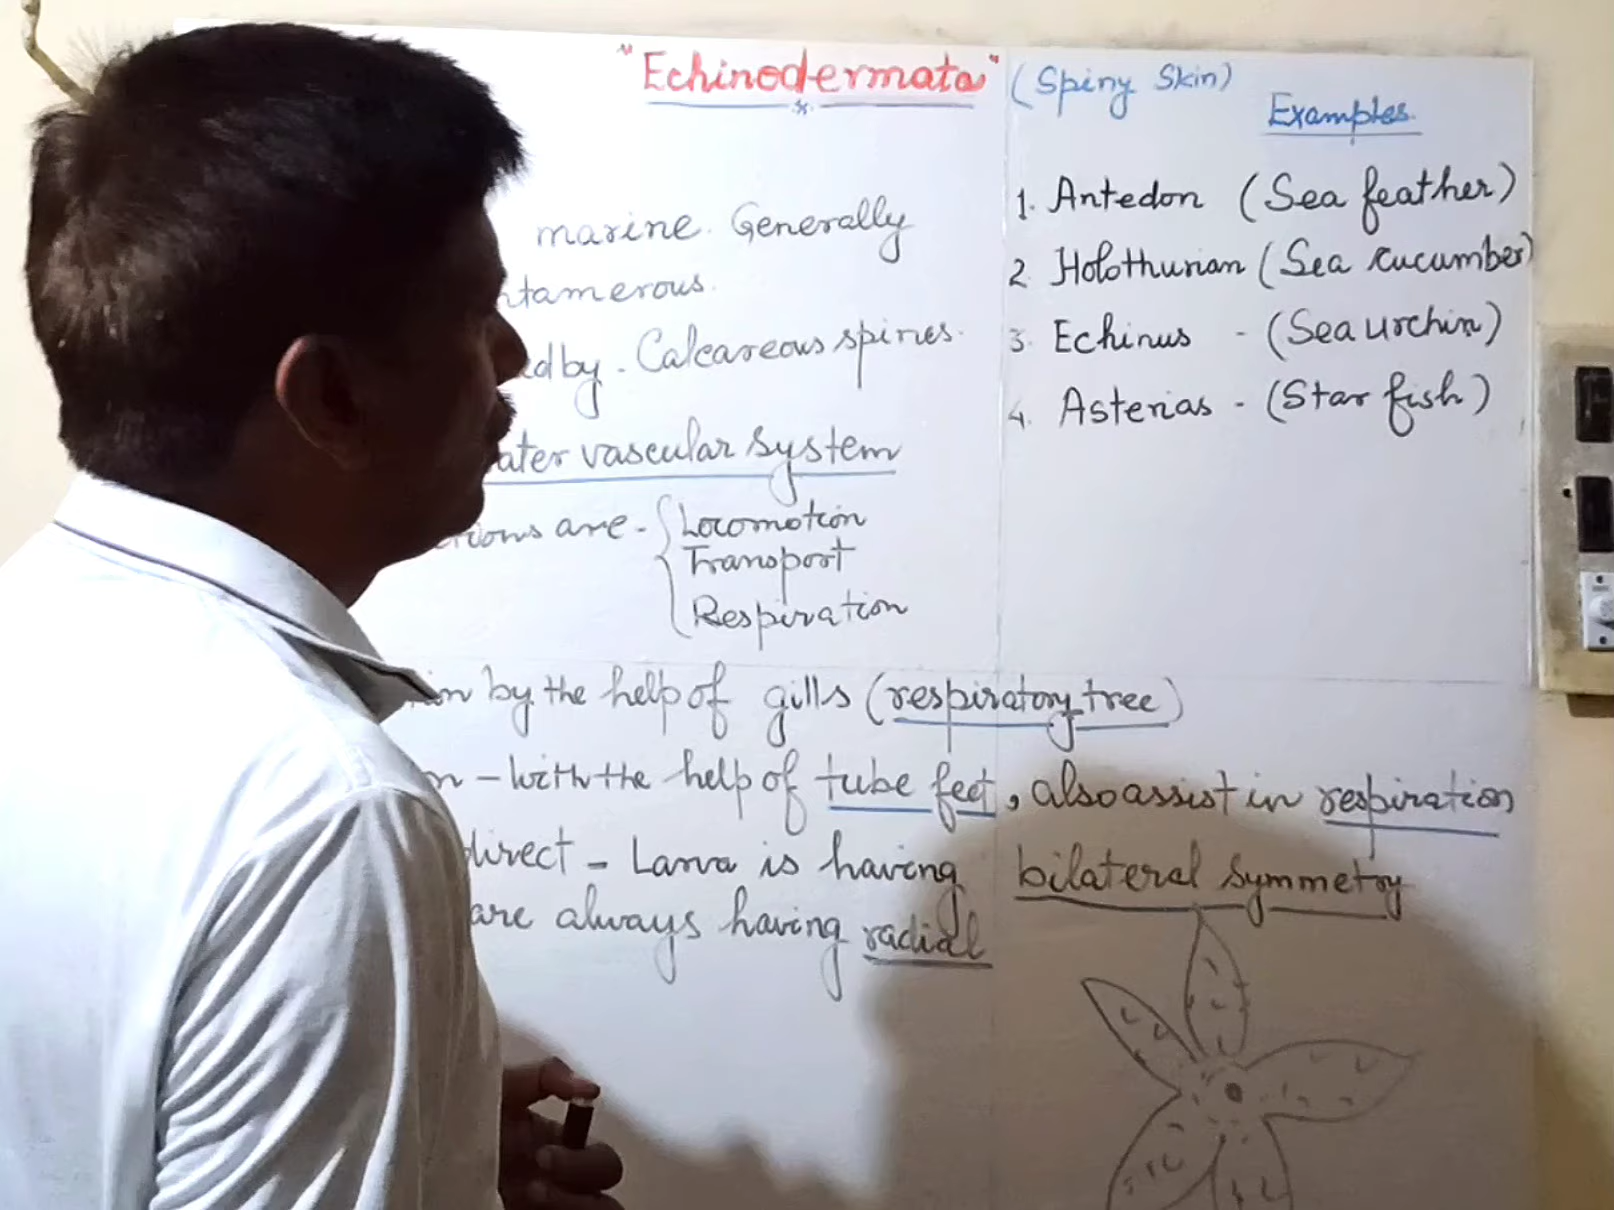 "Echinodermata" (Spiny Skin)
Examples
marine. Generally
ntamerous.
by - Calcareous spines.
ater vascular system
ctions are - Locomotion
Transport
Respiration
1. Antedon (Sea feather)
2. Holothurian (Sea cucumber)
3. Echinus - (Sea urchin)
4. Asterias - (Star fish)
by the help of gills (respiratory tree)
n - with the help of tube feet, also assist in respiration
direct - Larva is having bilateral symmetry
are always having radial